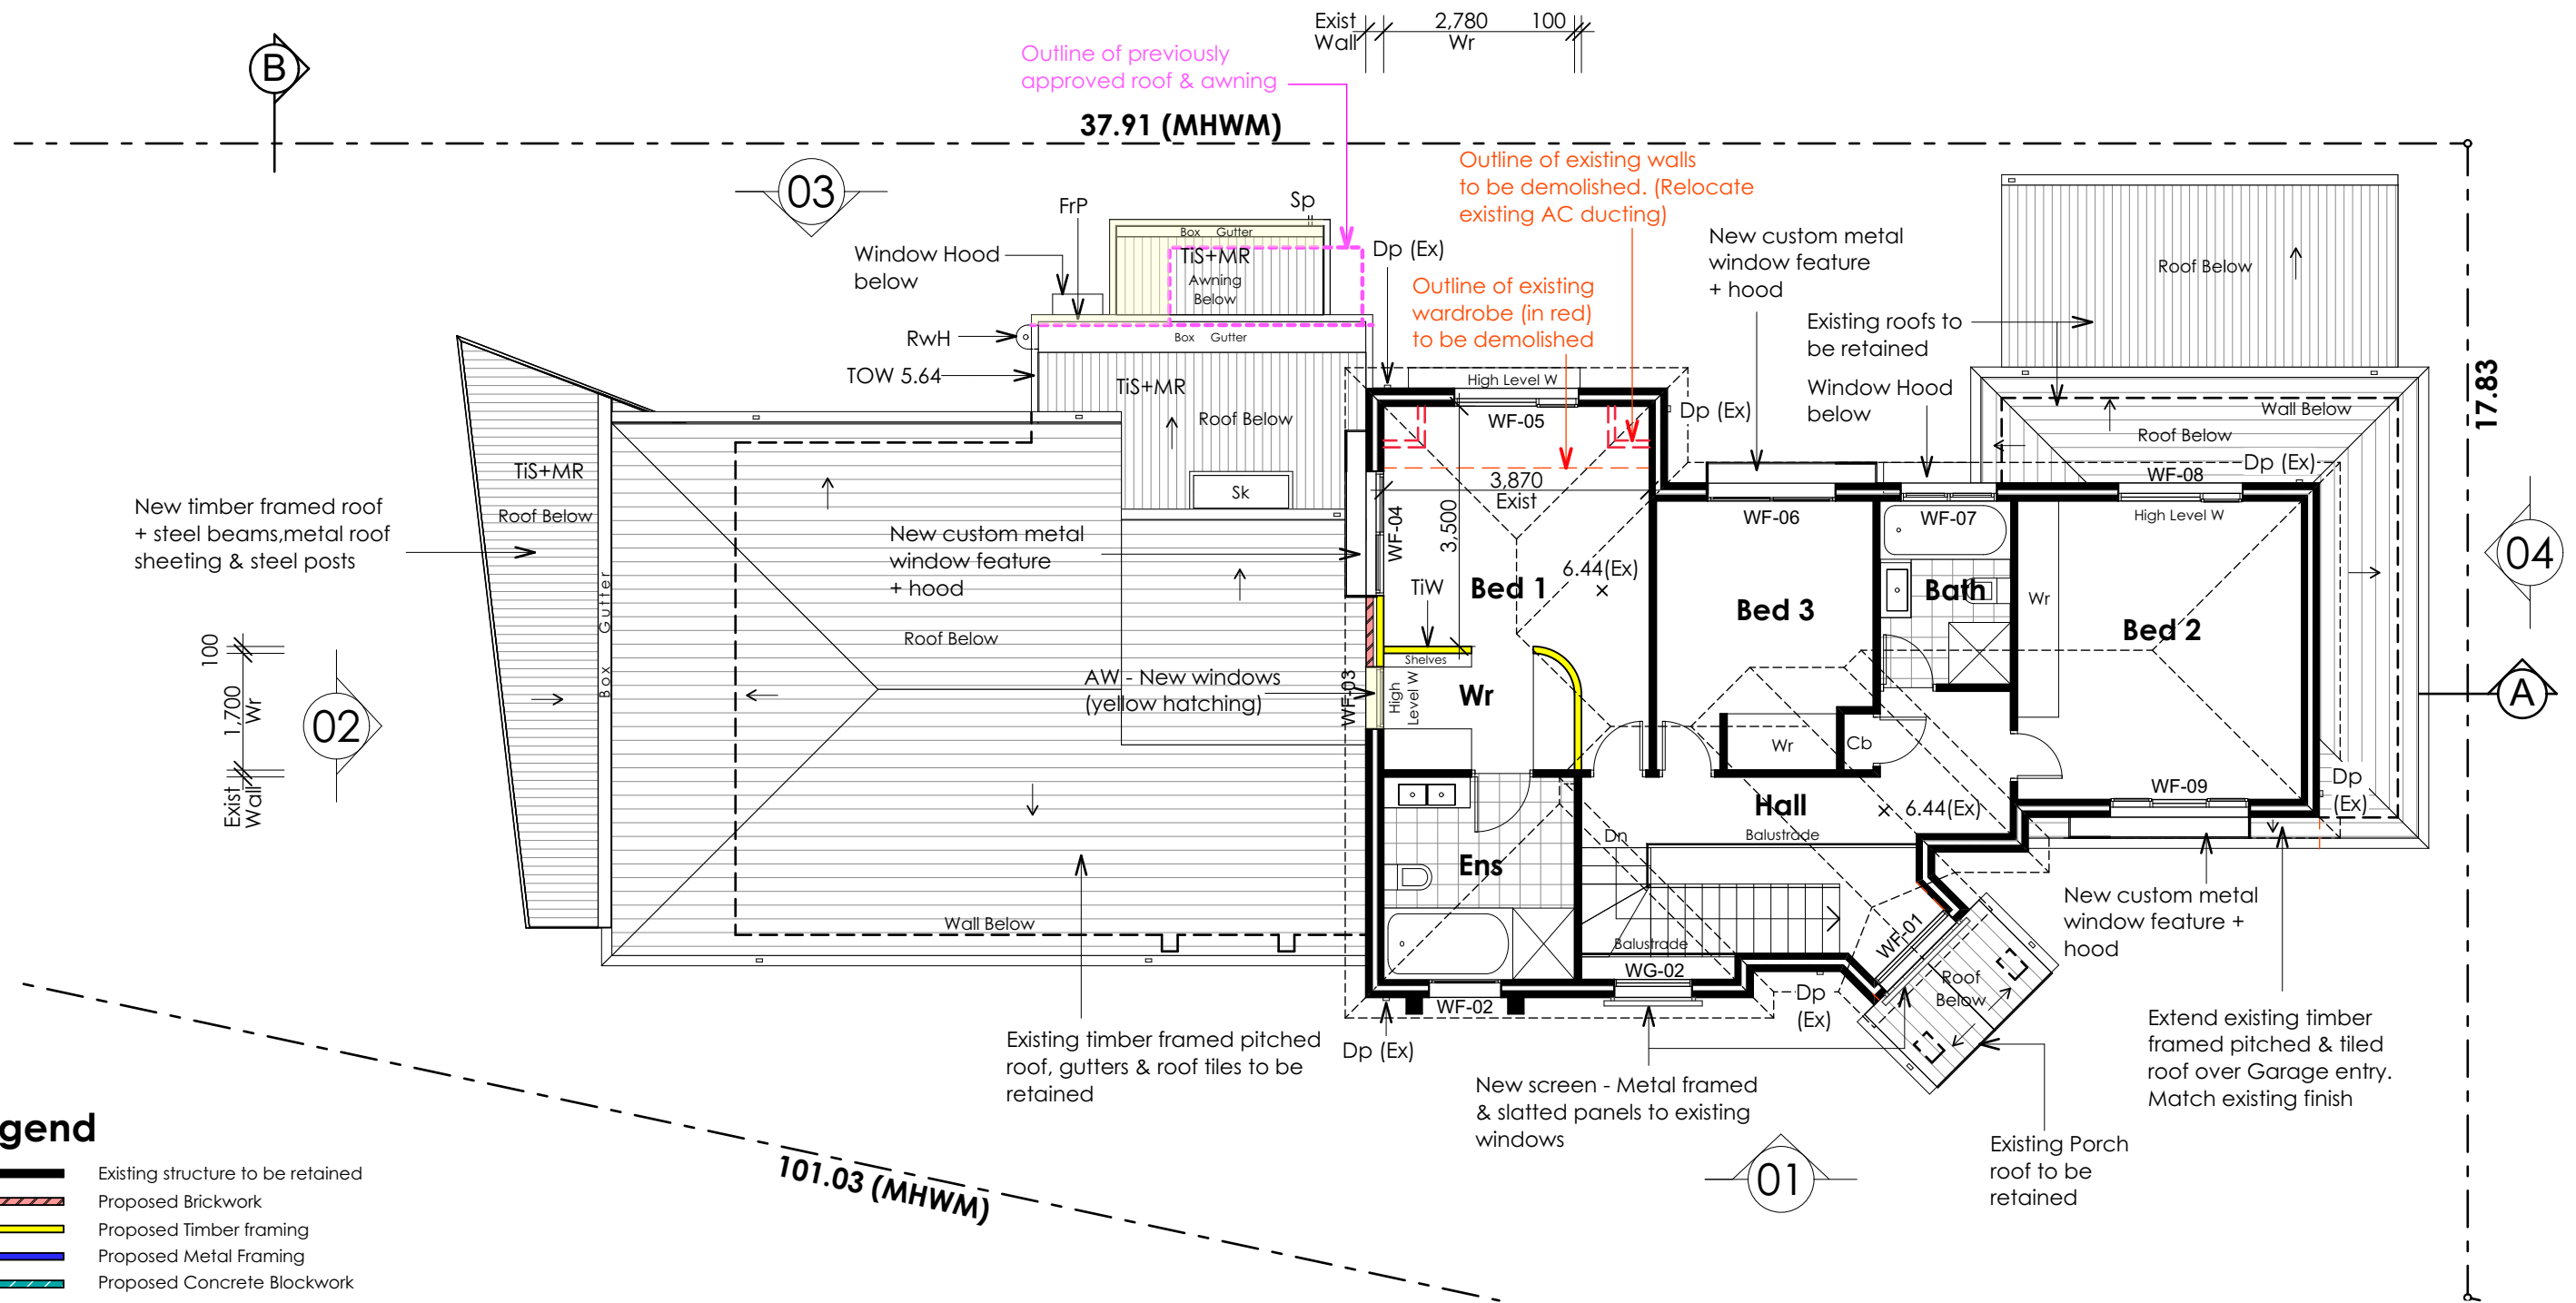 Exist
Wall
2,780
Wr
100
B
Outline of previously
approved roof & awning
37.91 (MHWM)
03
FrP
Sp
Outline of existing walls
to be demolished. (Relocate
existing AC ducting)
Window Hood
below
Box Gutter
TiS+MR
Awning
Below
Dp (Ex)
New custom metal
window feature
+ hood
Roof Below
Outline of existing
wardrobe (in red)
to be demolished
RwH
Box Gutter
Existing roofs to
be retained
TOW 5.64
TiS+MR
Roof Below
High Level W
WF-05
Dp (Ex)
Window Hood
below
Wall Below
Roof Below
17.83
TiS+MR
Roof Below
Sk
3,870
Exist
3,500
WF-04
WF-06
WF-07
WF-08
Dp (Ex)
High Level W
New timber framed roof
+ steel beams,metal roof
sheeting & steel posts
New custom metal
window feature
+ hood
04
6.44(Ex)
TiW
Bed 1
Bed 3
Bath
Wr
Bed 2
Box Gutter
Roof Below
100
1,700
Wr
Exist
Wall
02
Shelves
AW - New windows
(yellow hatching)
WF-03
High
Level W
Wr
A
Wr
Cb
Hall
6.44(Ex)
WF-09
Dp
(Ex)
Dn
Balustrade
Ens
Wall Below
Balustrade
WG-02
WF-01
WF-02
Roof
Below
Dp
(Ex)
Dp (Ex)
New custom metal
window feature +
hood
Existing timber framed pitched
roof, gutters & roof tiles to be
retained
Extend existing timber
framed pitched & tiled
roof over Garage entry.
Match existing finish
New screen - Metal framed
& slatted panels to existing
windows
Existing Porch
roof to be
retained
01
101.03 (MHWM)
gend
Existing structure to be retained
Proposed Brickwork
Proposed Timber framing
Proposed Metal Framing
Proposed Concrete Blockwork